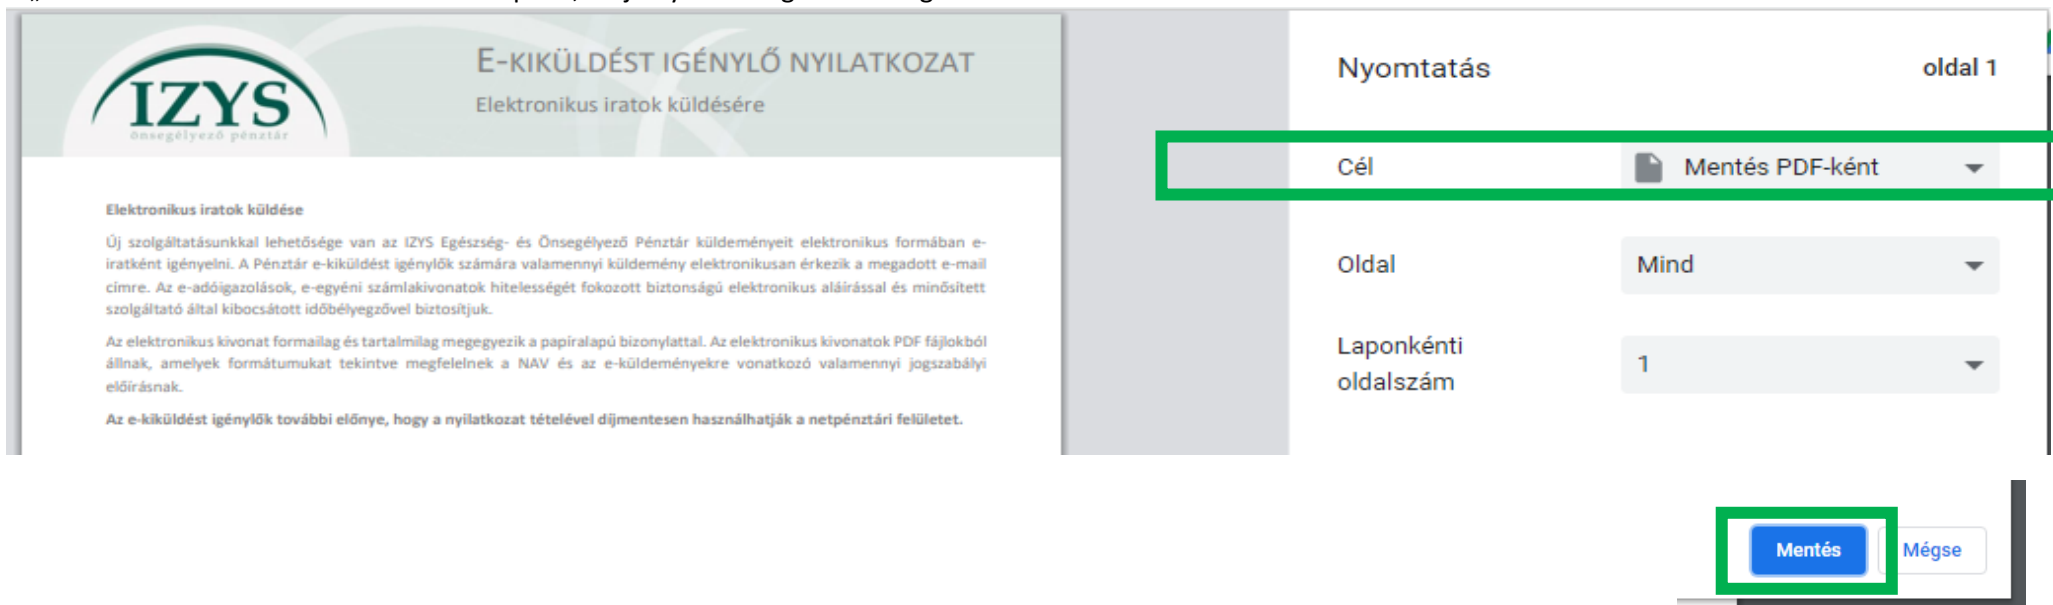 IZYS
önsegélyező pénztár
E-KIKÜLDÉST IGÉNYLŐ NYILATKOZAT
Elektronikus iratok küldésére
Elektronikus iratok küldése
Új szolgáltatásunkkal lehetősége van az IZYS Egészség- és Önsegélyező Pénztár küldeményeit elektronikus formában e-
iratként igényelni. A Pénztár e-kiküldést igénylők számára valamennyi küldemény elektronikusan érkezik a megadott e-mail
címre. Az e-adóigazolások, e-egyéni számlakivonatok hitelességét fokozott biztonságú elektronikus aláírással és minősített
szolgáltató által kibocsátott időbélyegzővel biztosítjuk.
Az elektronikus kivonat formailag és tartalmilag megegyezik a papíralapú bizonylattal. Az elektronikus kivonatok PDF fájlokból
állnak, amelyek formátumukat tekintve megfelelnek a NAV és az e-küldeményekre vonatkozó valamennyi jogszabályi
előírásnak.
Az e-kiküldést igénylők további előnye, hogy a nyilatkozat tételével díjmentesen használhatják a netpénztári felületet.
Nyomtatás oldal 1
Cél Mentés PDF-ként
Oldal Mind
Laponkénti
oldalszám 1
Mentés Mégse